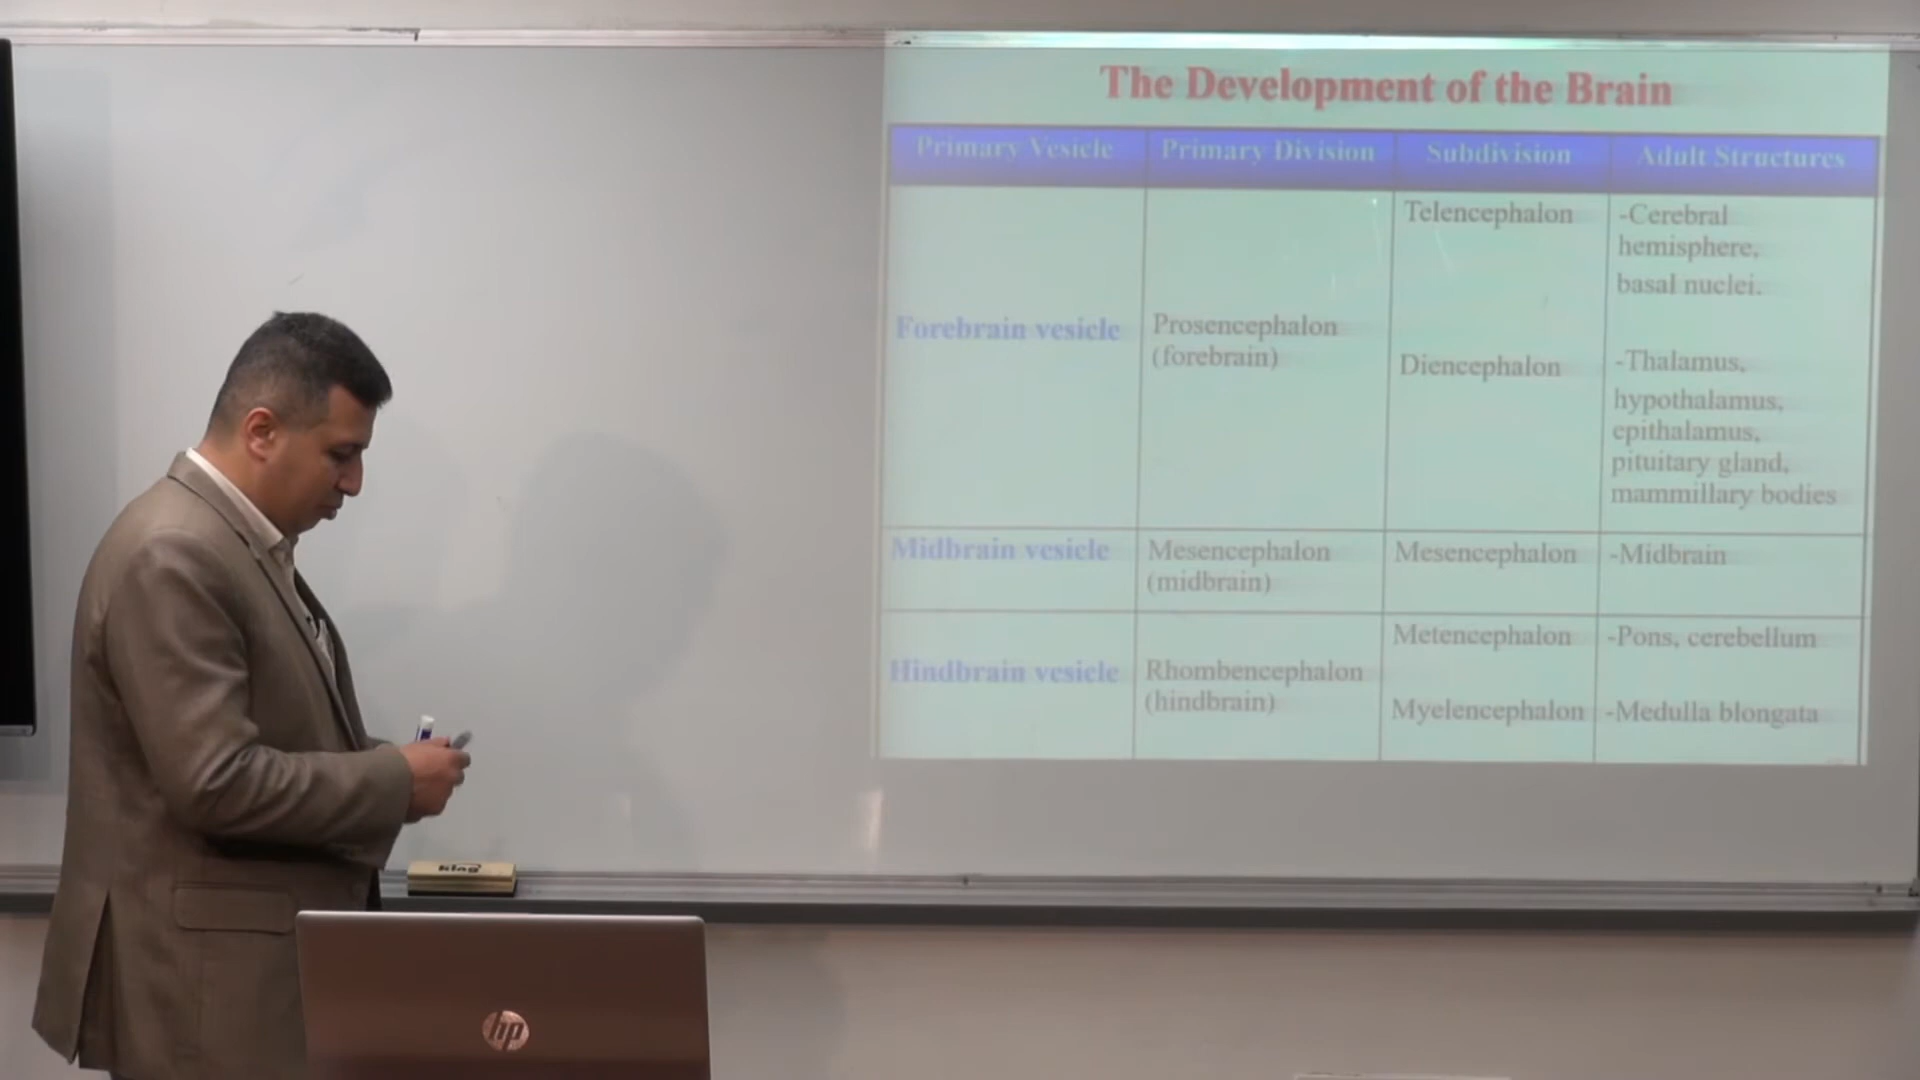 The Development of the Brain
Primary Vesicle
Primary Division
Subdivision
Adult Structures
Forebrain vesicle
Prosencephalon
(forebrain)
Telencephalon
-Cerebral
hemisphere,
basal nuclei.
Diencephalon
-Thalamus,
hypothalamus,
epithalamus,
pituitary gland,
mammillary bodies
Midbrain vesicle
Mesencephalon
(midbrain)
Mesencephalon
-Midbrain
Hindbrain vesicle
Rhombencephalon
(hindbrain)
Metencephalon
-Pons, cerebellum
Myelencephalon
-Medulla blongata
hp